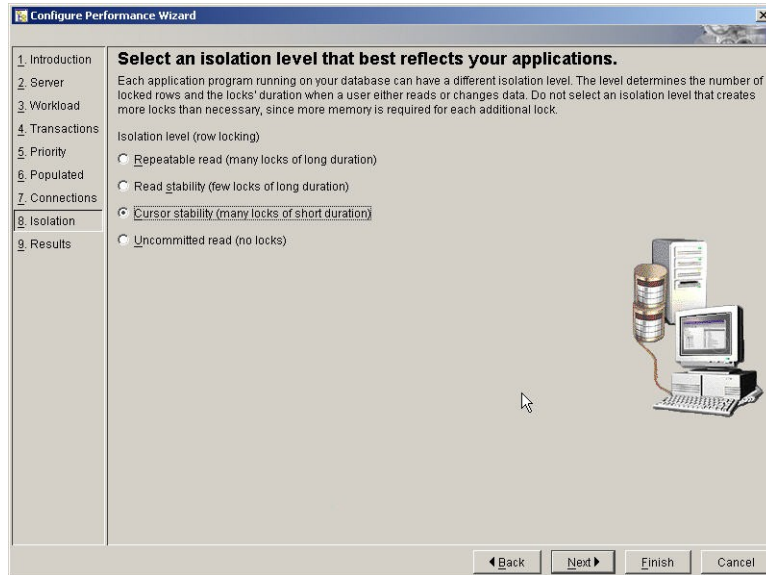 Configure Performance Wizard
1. Introduction
2. Server
3. Workload
4. Transactions
5. Priority
6. Populated
7. Connections
8. Isolation
9. Results
Select an isolation level that best reflects your applications.
Each application program running on your database can have a different isolation level. The level determines the number of
locked rows and the locks' duration when a user either reads or changes data. Do not select an isolation level that creates
more locks than necessary, since more memory is required for each additional lock.
Isolation level (row locking)
Repeatable read (many locks of long duration)
Read stability (few locks of long duration)
Cursor stability (many locks of short duration)
Uncommitted read (no locks)
Back
Next
Finish
Cancel